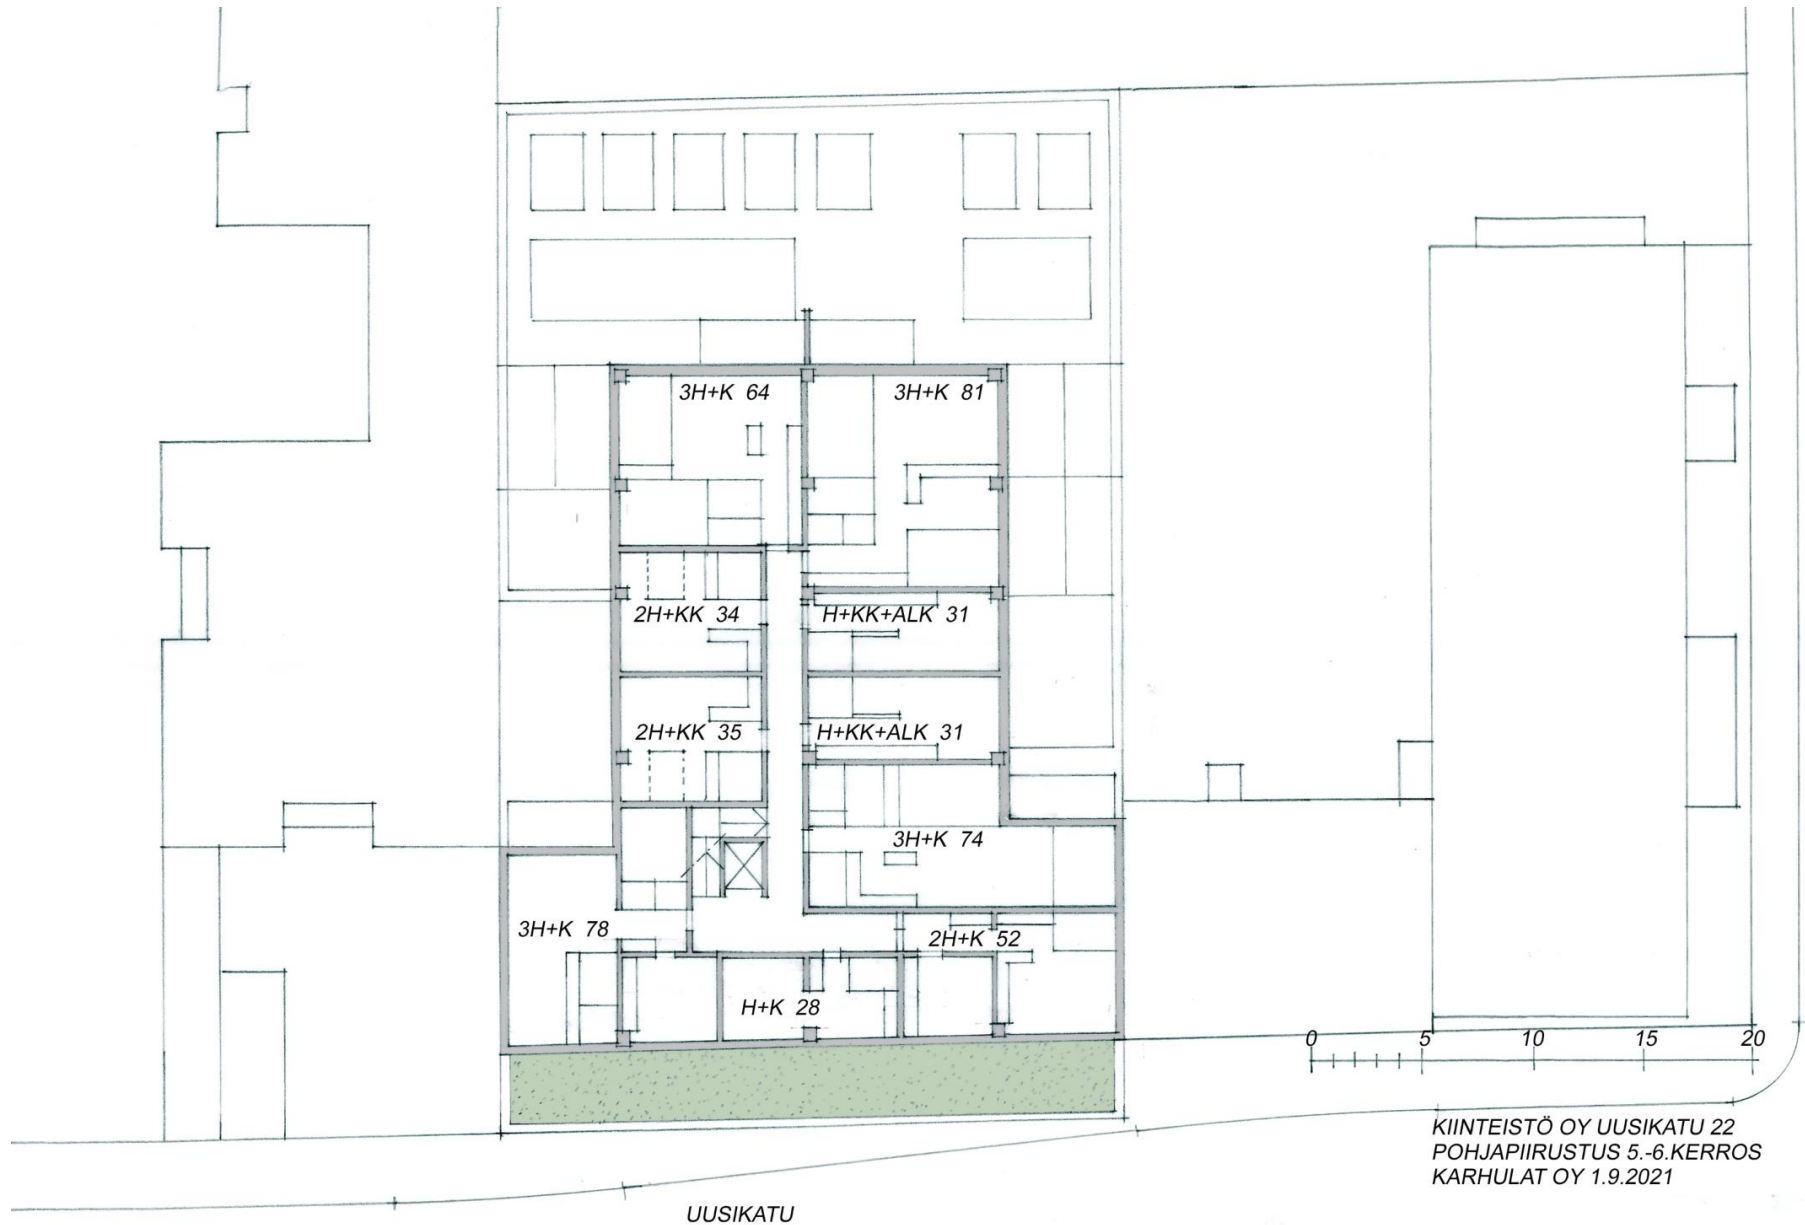 3H+K 64
3H+K 81
2H+KK 34
H+KK+ALK 31
2H+KK 35
H+KK+ALK 31
3H+K 74
3H+K 78
2H+K 52
H+K 28
0 5 10 15 20
KIINTEISTÖ OY UUSIKATU 22
POHJAPIIRUSTUS 5.-6.KERROS
KARHULAT OY 1.9.2021
UUSIKATU